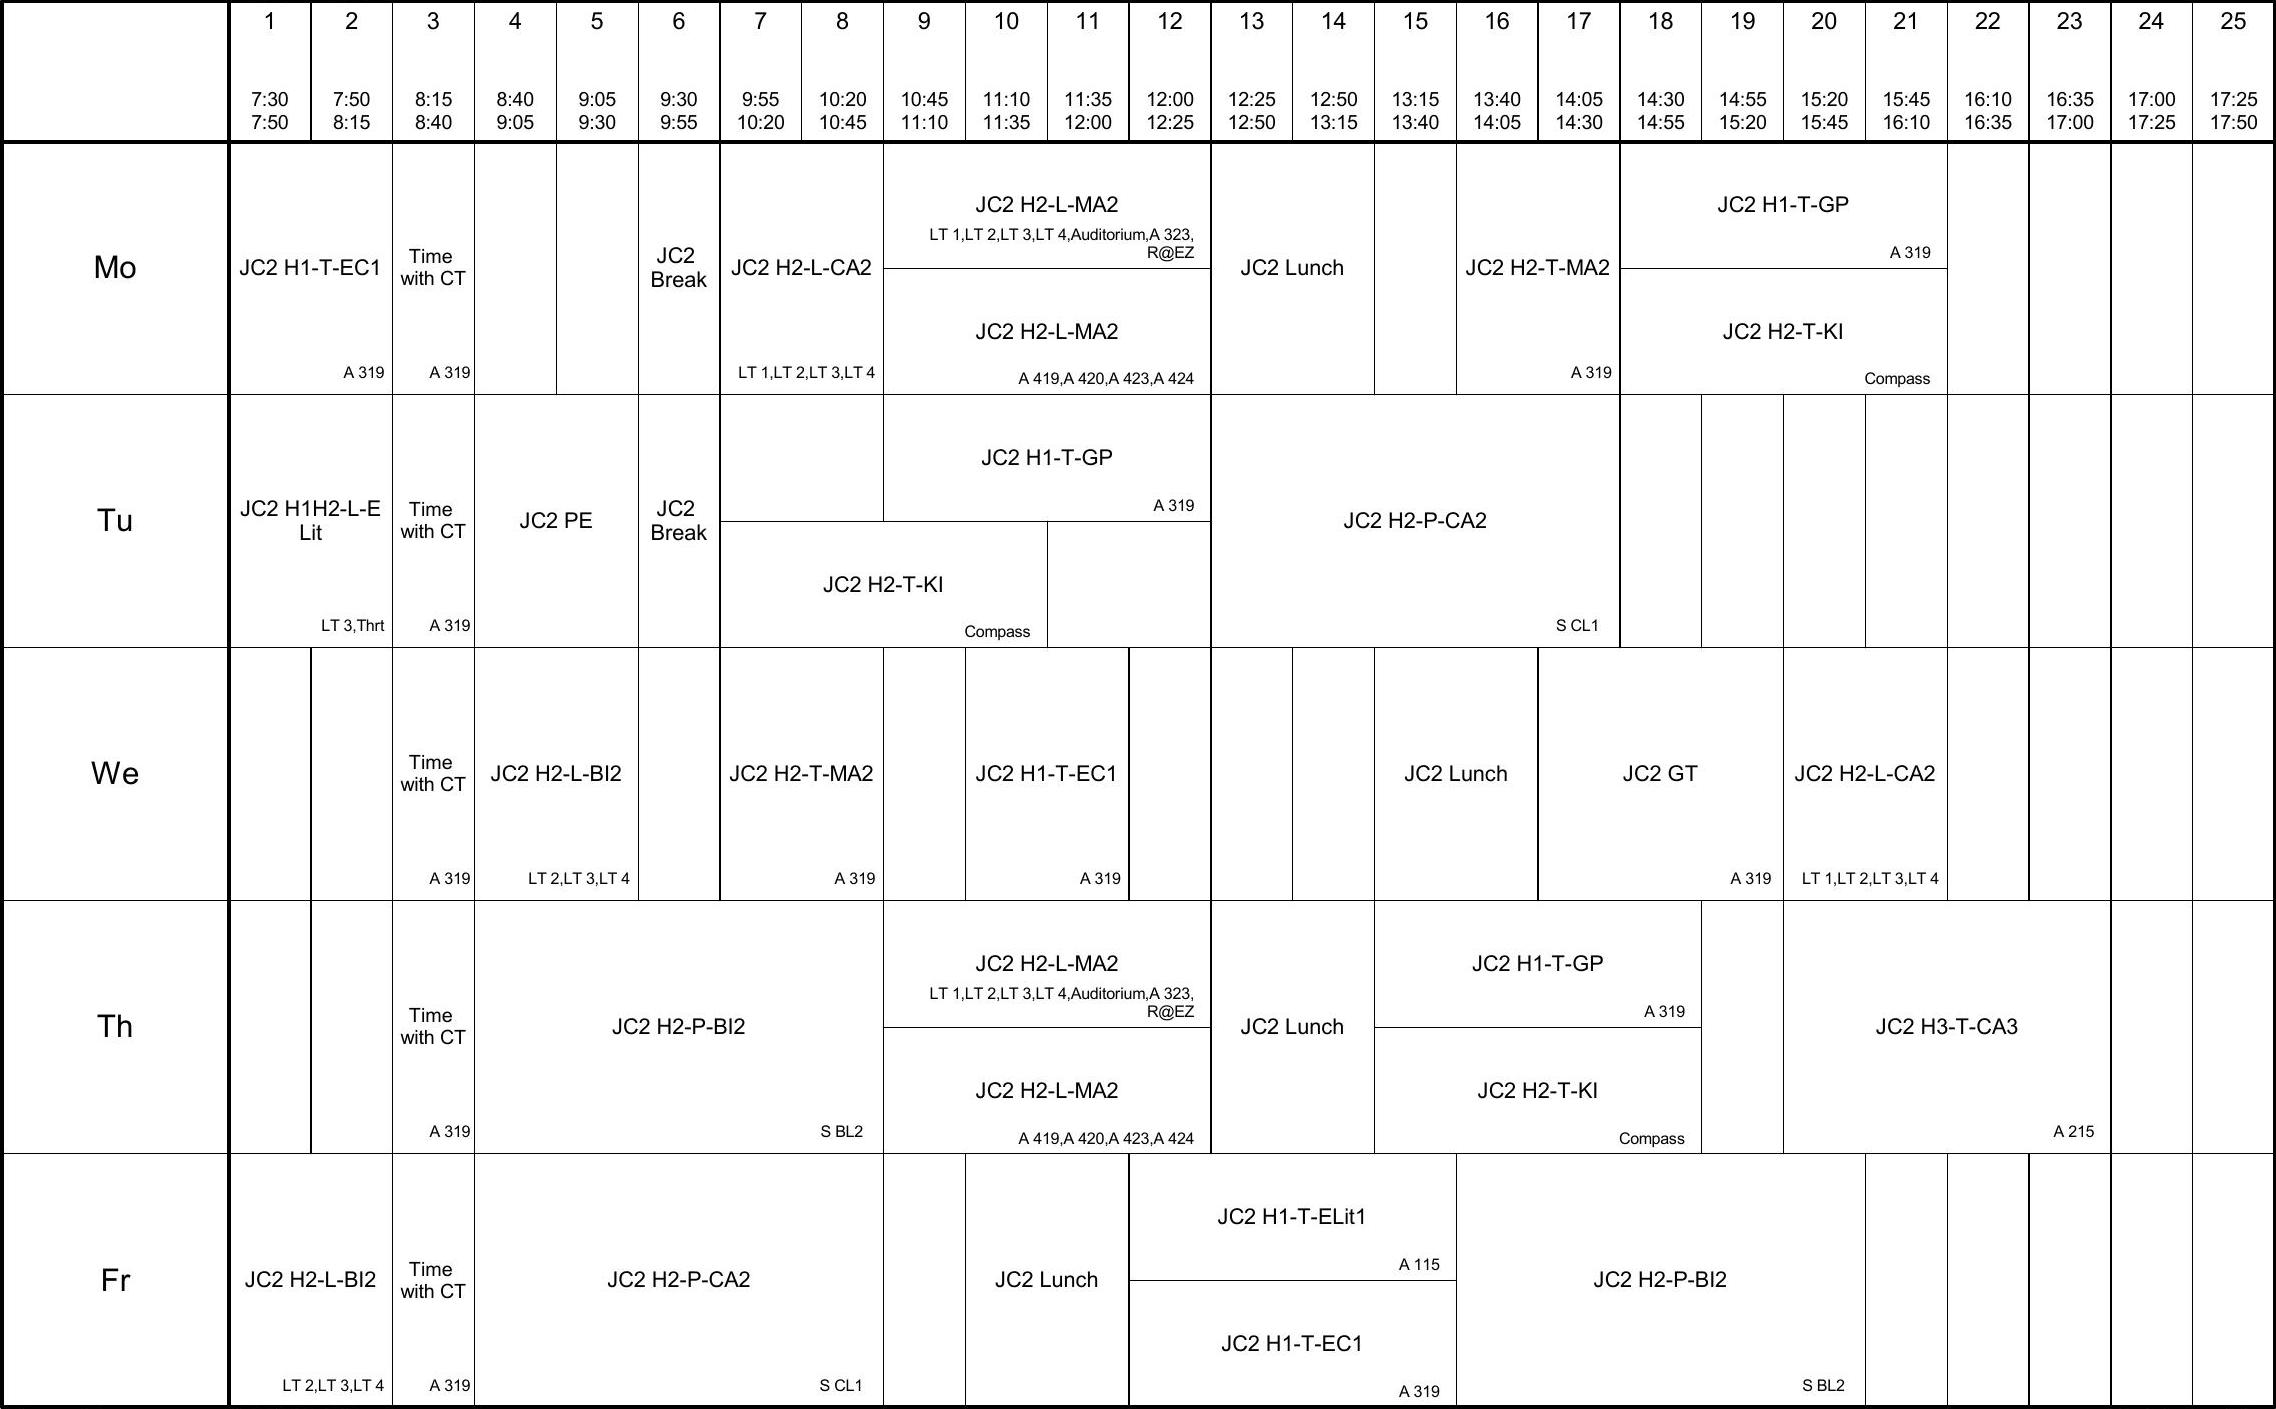 1 2 3 4 5 6 7 8 9 10 11 12 13 14 15 16 17 18 19 20 21 22 23 24 25
7:30 7:50 8:15 8:40 9:05 9:30 9:55 10:20 10:45 11:10 11:35 12:00 12:25 12:50 13:15 13:40 14:05 14:30 14:55 15:20 15:45 16:10 16:35 17:00 17:25
7:50 8:15 8:40 9:05 9:30 9:55 10:20 10:45 11:10 11:35 12:00 12:25 12:50 13:15 13:40 14:05 14:30 14:55 15:20 15:45 16:10 16:35 17:00 17:25 17:50
Mo
JC2 H1-T-EC1
A 319
Time
with CT
A 319
JC2
Break
JC2 H2-L-CA2
LT 1,LT 2,LT 3,LT 4
JC2 H2-L-MA2
LT 1,LT 2,LT 3,LT 4,Auditorium,A 323,
R@EZ
JC2 H2-L-MA2
A 419,A 420,A 423,A 424
JC2 Lunch
JC2 H2-T-MA2
A 319
JC2 H1-T-GP
A 319
JC2 H2-T-KI
Compass
Tu
JC2 H1H2-L-E
Lit
LT 3,Thrt
Time
with CT
A 319
JC2 PE
JC2
Break
JC2 H1-T-GP
A 319
JC2 H2-T-KI
Compass
JC2 H2-P-CA2
S CL1
We
Time
with CT
A 319
JC2 H2-L-BI2
LT 2,LT 3,LT 4
JC2 H2-T-MA2
A 319
JC2 H1-T-EC1
A 319
JC2 Lunch
JC2 GT
A 319
JC2 H2-L-CA2
LT 1,LT 2,LT 3,LT 4
Th
Time
with CT
A 319
JC2 H2-P-BI2
S BL2
JC2 H2-L-MA2
LT 1,LT 2,LT 3,LT 4,Auditorium,A 323,
R@EZ
JC2 H2-L-MA2
A 419,A 420,A 423,A 424
JC2 Lunch
JC2 H1-T-GP
A 319
JC2 H2-T-KI
Compass
JC2 H3-T-CA3
A 215
Fr
JC2 H2-L-BI2
LT 2,LT 3,LT 4
Time
with CT
A 319
JC2 H2-P-CA2
S CL1
JC2 Lunch
JC2 H1-T-ELit1
A 115
JC2 H1-T-EC1
A 319
JC2 H2-P-BI2
S BL2